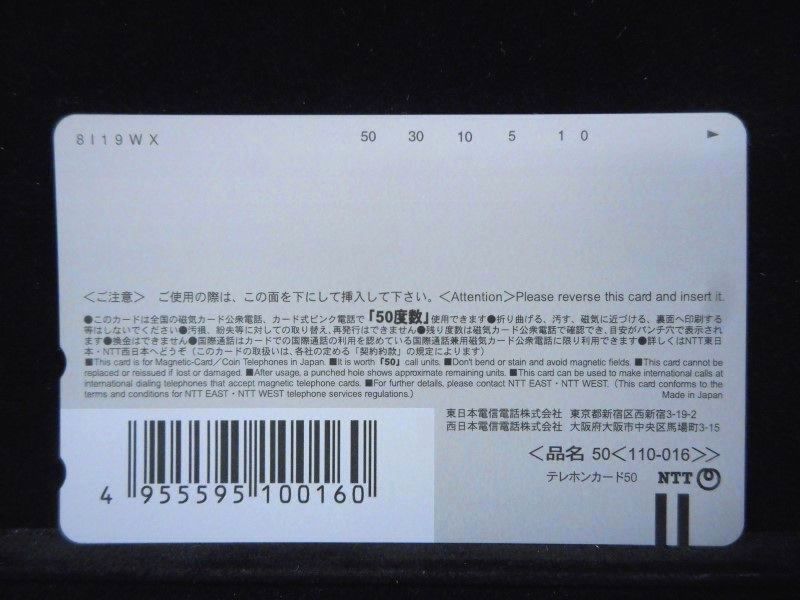 8I19WX 50 30 10 5 1 0
＜ご注意＞ ご使用の際は、この面を下にして挿入して下さい。＜Attention＞Please reverse this card and insert it.
●このカードは全国の磁気カード公衆電話、カード式ピンク電話で「50度数」使用できます●折り曲げる、汚す、磁気に近づける、裏面へ印刷する
等はしないでください●汚損、紛失等に対しての取り替え、再発行はできません●残り度数は磁気カード公衆電話で確認でき、目安がパンチ穴で表示されま
す●換金はできません●国際通話はカードでの国際通話の利用を認めている国際通話兼用磁気カード公衆電話に限り利用できます●詳しくはNTT東日
本・NTT西日本へどうぞ（このカードの取扱いは、各社の定める「契約約款」の規定によります）
■This card is for Magnetic-Card／Coin Telephones in Japan. ■It is worth 「50」 call units. ■Don't bend or stain and avoid magnetic fields. ■This card cannot be
replaced or reissued if lost or damaged. ■After usage, a punched hole shows approximate remaining units. ■This card can be used to make international calls at
international dialing telephones that accept magnetic telephone cards. ■For further details, please contact NTT EAST・NTT WEST. (This card conforms to the
terms and conditions for NTT EAST・NTT WEST telephone services regulations.) Made in Japan
東日本電信電話株式会社 東京都新宿区西新宿3-19-2
西日本電信電話株式会社 大阪府大阪市中央区馬場町3-15
＜品名 50＜110-016＞＞
テレホンカード50 NTT
4 955595 100160